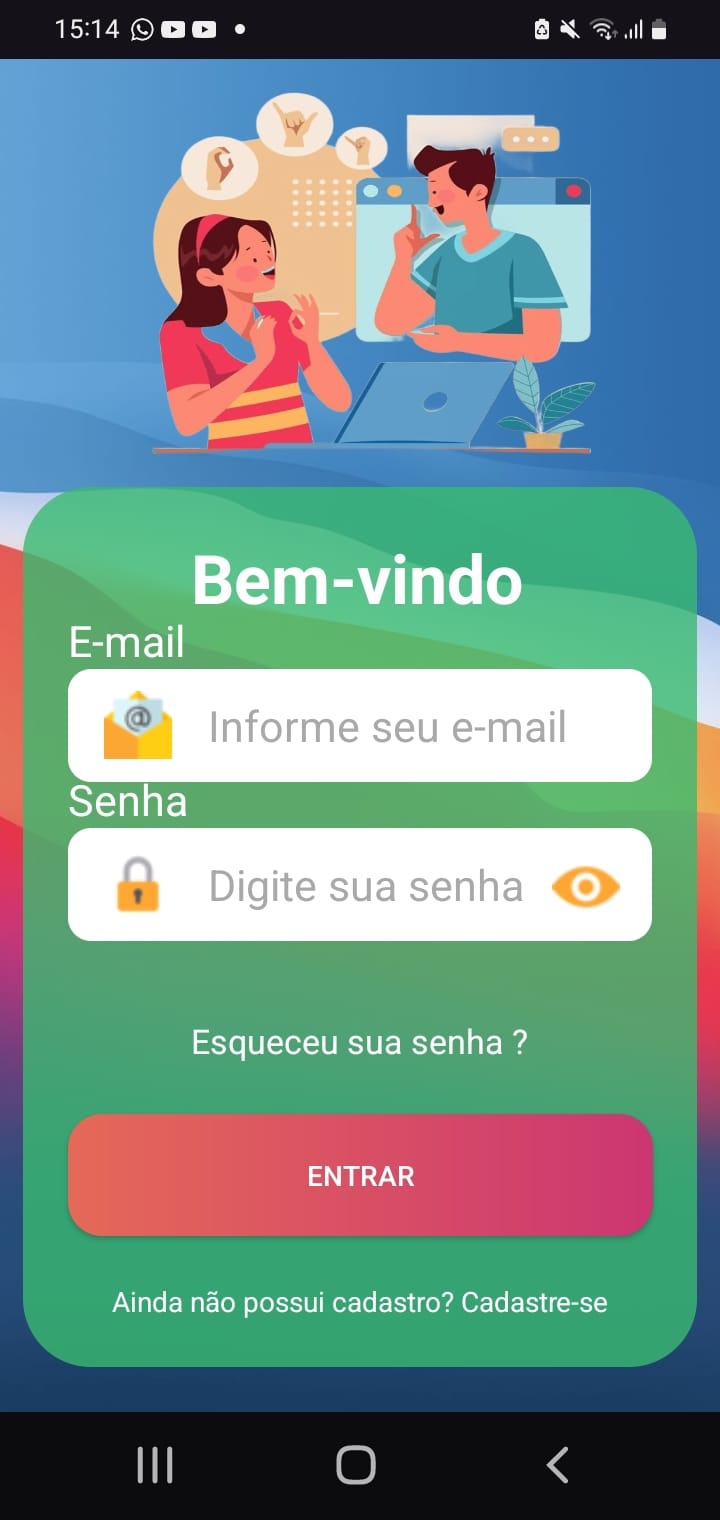 15:14
Bem-vindo
E-mail
Informe seu e-mail
Senha
Digite sua senha
Esqueceu sua senha ?
ENTRAR
Ainda não possui cadastro? Cadastre-se